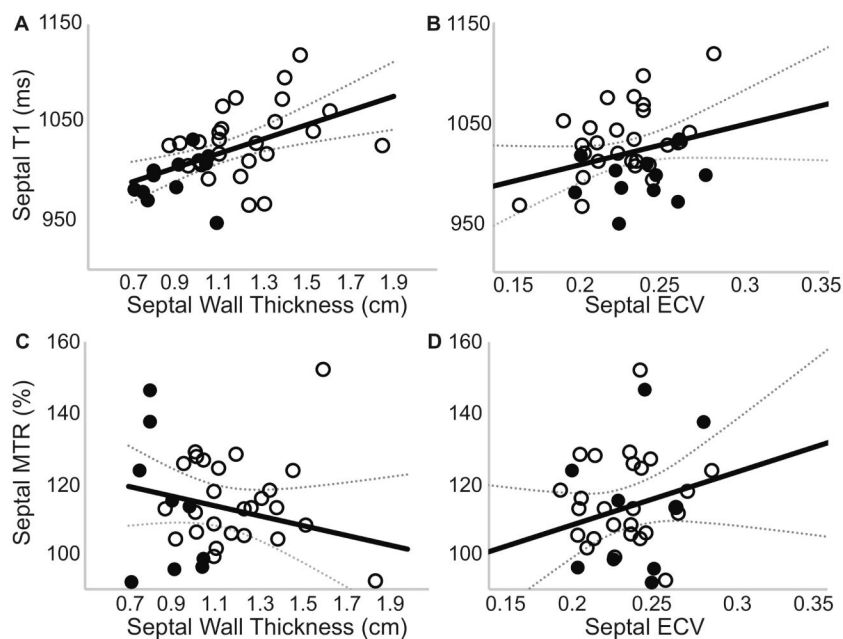 A
Septal T1 (ms)
1150
1050
950
0.7 0.9 1.1 1.3 1.5 1.7 1.9
Septal Wall Thickness (cm)
B
1150
1050
950
0.15 0.2 0.25 0.3 0.35
Septal ECV
C
Septal MTR (%)
160
140
120
100
0.7 0.9 1.1 1.3 1.5 1.7 1.9
Septal Wall Thickness (cm)
D
160
140
120
100
0.15 0.2 0.25 0.3 0.35
Septal ECV